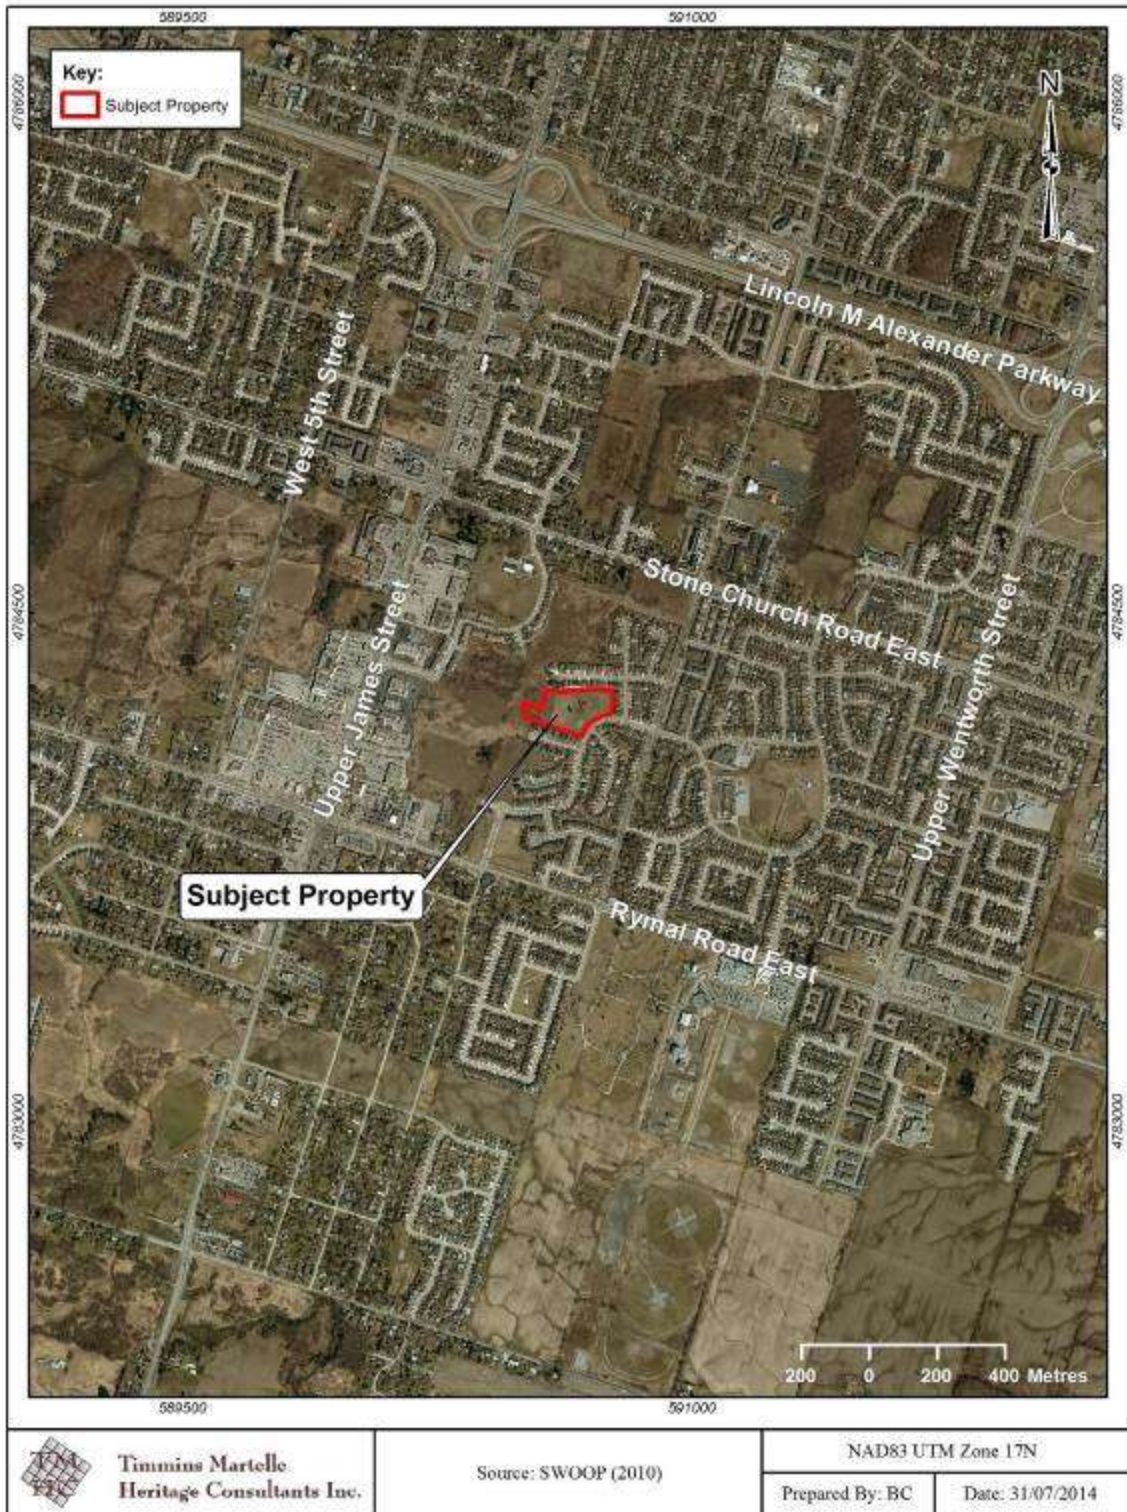 589500
591000
Key:
Subject Property
N
4786000
4786000
Lincoln M Alexander Parkway
West 5th Street
Stone Church Road East
4784500
4784500
Upper James Street
Upper Wentworth Street
Subject Property
Rymal Road East
4783000
4783000
200 0 200 400 Metres
589500
591000
TM
HC
Timmins Martelle
Heritage Consultants Inc.
Source: SWOOP (2010)
NAD83 UTM Zone 17N
Prepared By: BC
Date: 31/07/2014